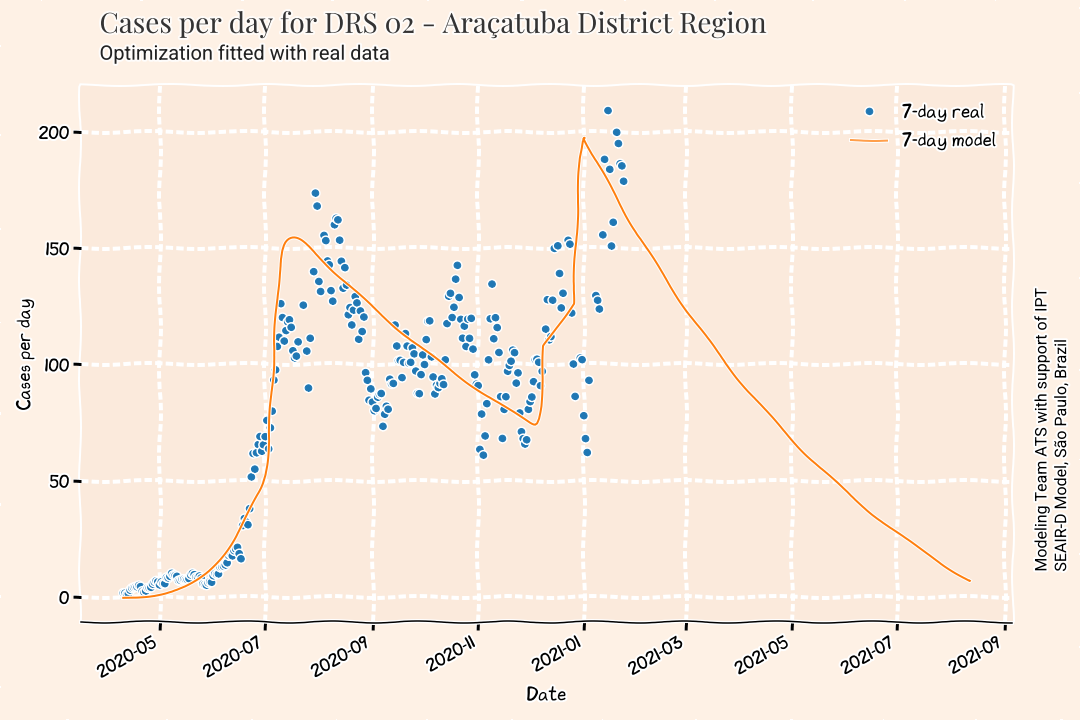 Cases per day for DRS 02 - Araçatuba District Region
Optimization fitted with real data
7-day real
7-day model
200
150
100
50
0
Cases per day
2020-05
2020-07
2020-09
2020-11
2021-01
2021-03
2021-05
2021-07
2021-09
Date
Modeling Team ATS with support of IPT
SEAIR-D Model, São Paulo, Brazil